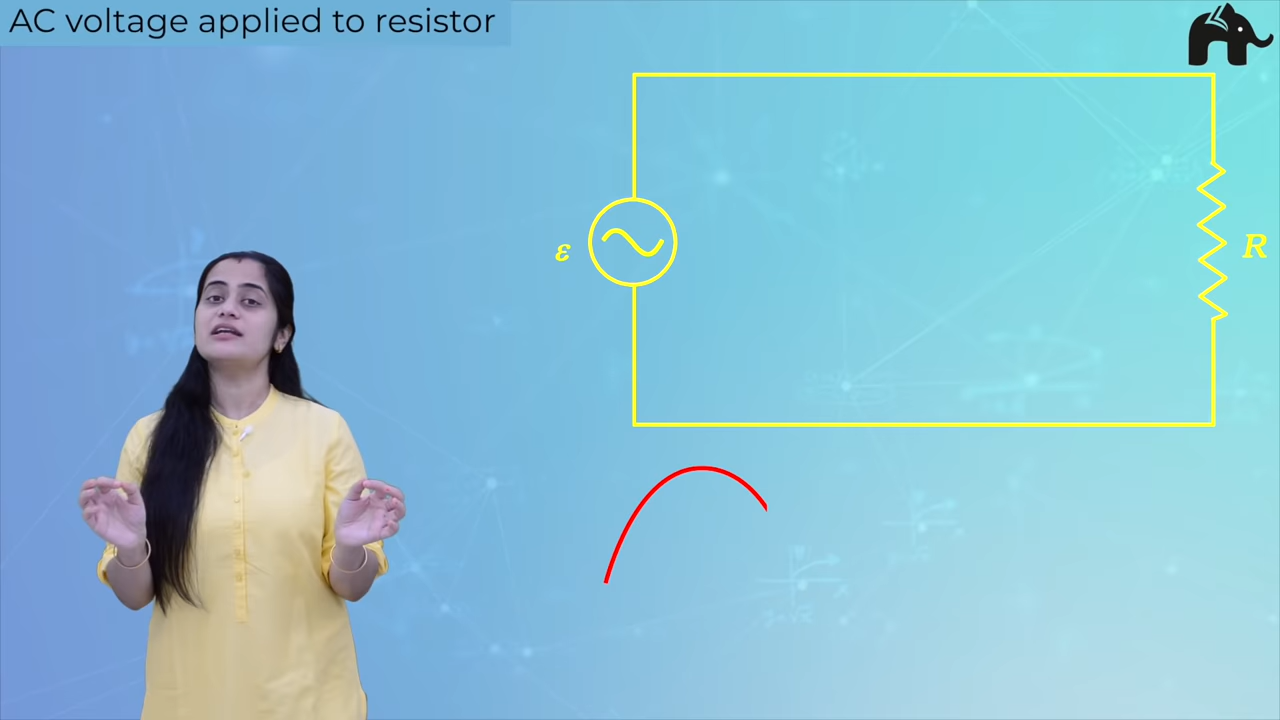 AC voltage applied to resistor
ε
R